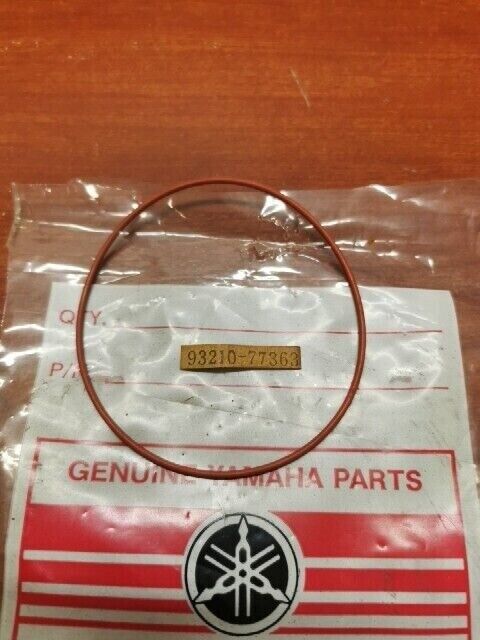 QTY.
93210-77363
P/
GENUINE YAMAHA PARTS